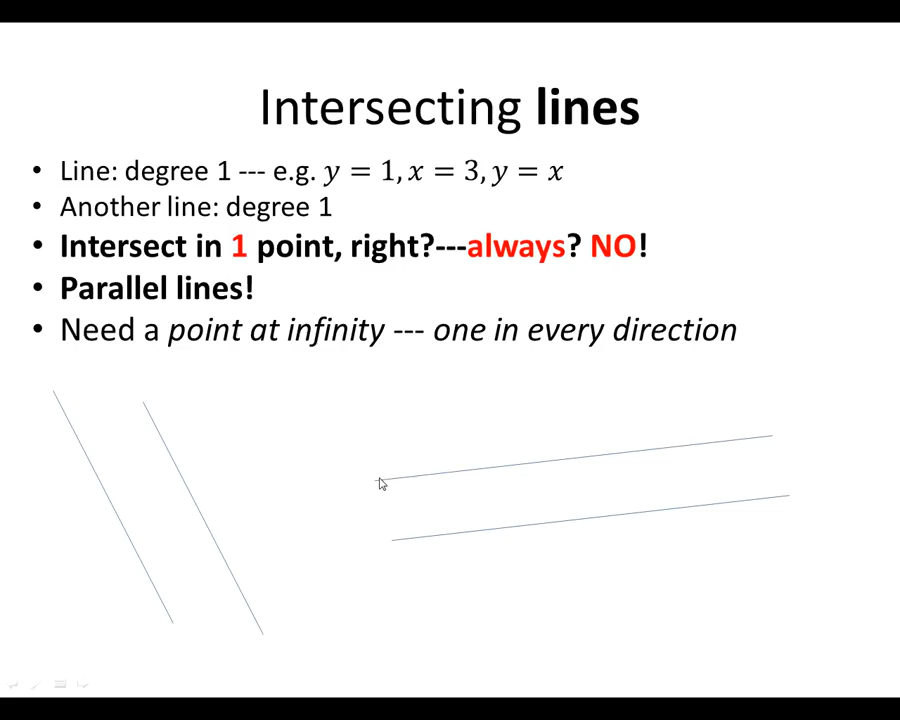 Intersecting lines
• Line: degree 1 --- e.g. 𝑦 = 1, 𝑥 = 3, 𝑦 = 𝑥
• Another line: degree 1
• Intersect in 1 point, right?---always? NO!
• Parallel lines!
• Need a point at infinity --- one in every direction